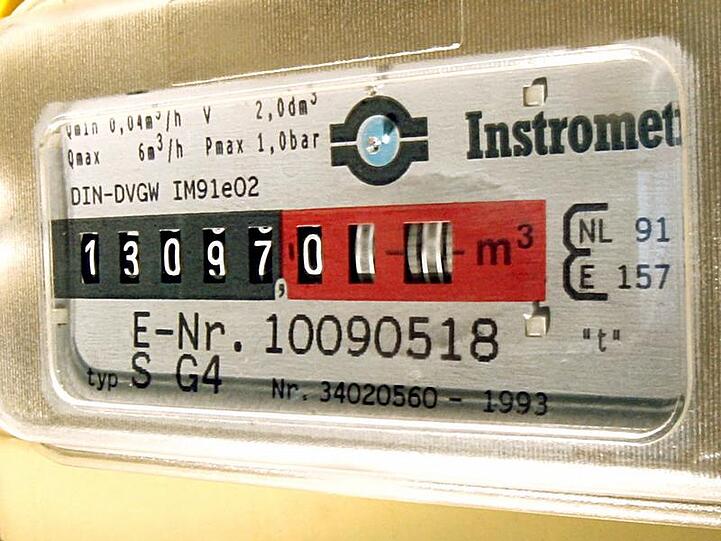 Qmin 0,04m³/h V 2,0dm³
Qmax 6m³/h Pmax 1,0bar
Instromet
DIN-DVGW IM91e02
13097,0 m³
NL 91
E 157
E-Nr. 10090518
"t"
typ S G4
Nr. 34020560 - 1993